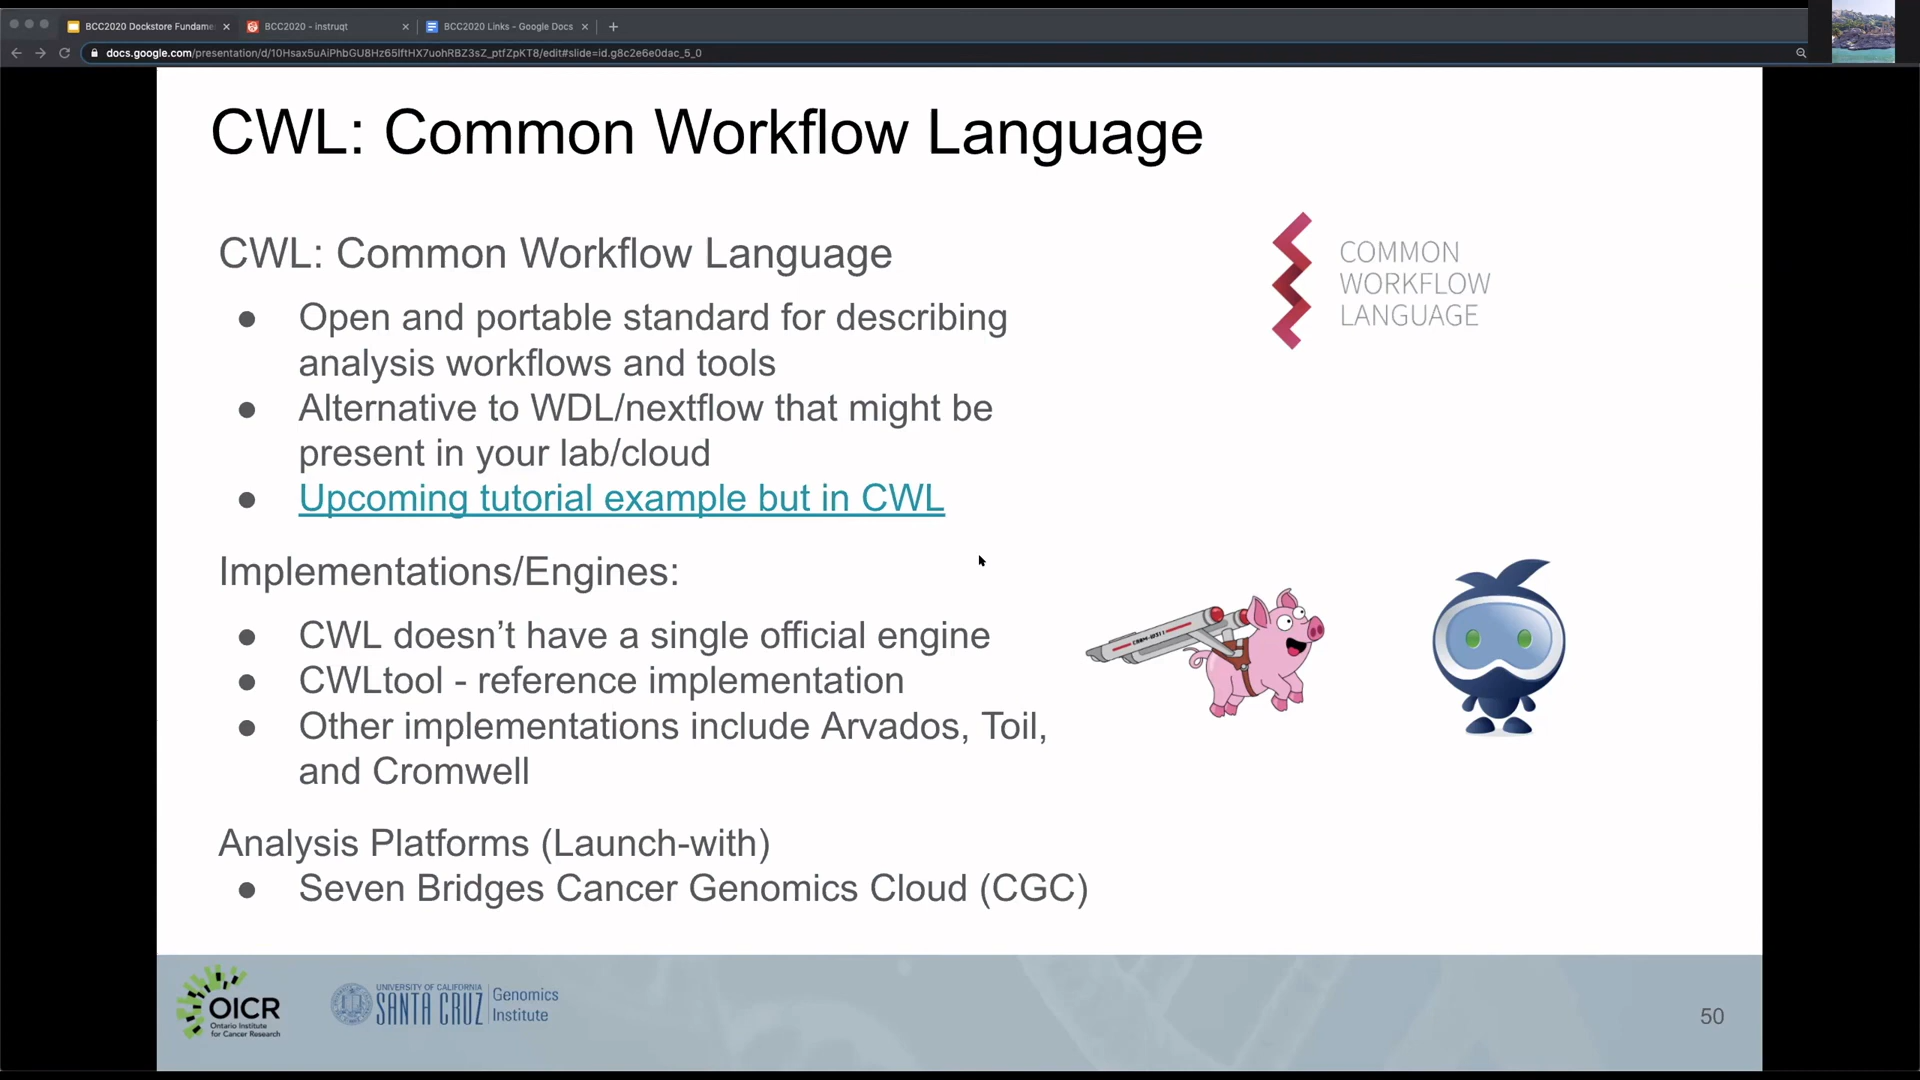 BCC2020 Dockstore Fundame
BCC2020 - instruqt
BCC2020 Links - Google Docs
docs.google.com/presentation/d/10Hsax5uAiPhbGU8Hz65lftHX7uohRBZ3sZ_ptfZpKT8/edit#slide=id.g8c2e6e0dac_5_0
CWL: Common Workflow Language
CWL: Common Workflow Language
● Open and portable standard for describing
analysis workflows and tools
● Alternative to WDL/nextflow that might be
present in your lab/cloud
● Upcoming tutorial example but in CWL
COMMON
WORKFLOW
LANGUAGE
Implementations/Engines:
● CWL doesn’t have a single official engine
● CWLtool - reference implementation
● Other implementations include Arvados, Toil,
and Cromwell
Analysis Platforms (Launch-with)
● Seven Bridges Cancer Genomics Cloud (CGC)
OICR
Ontario Institute
for Cancer Research
UNIVERSITY OF CALIFORNIA
SANTA CRUZ
Genomics
Institute
50